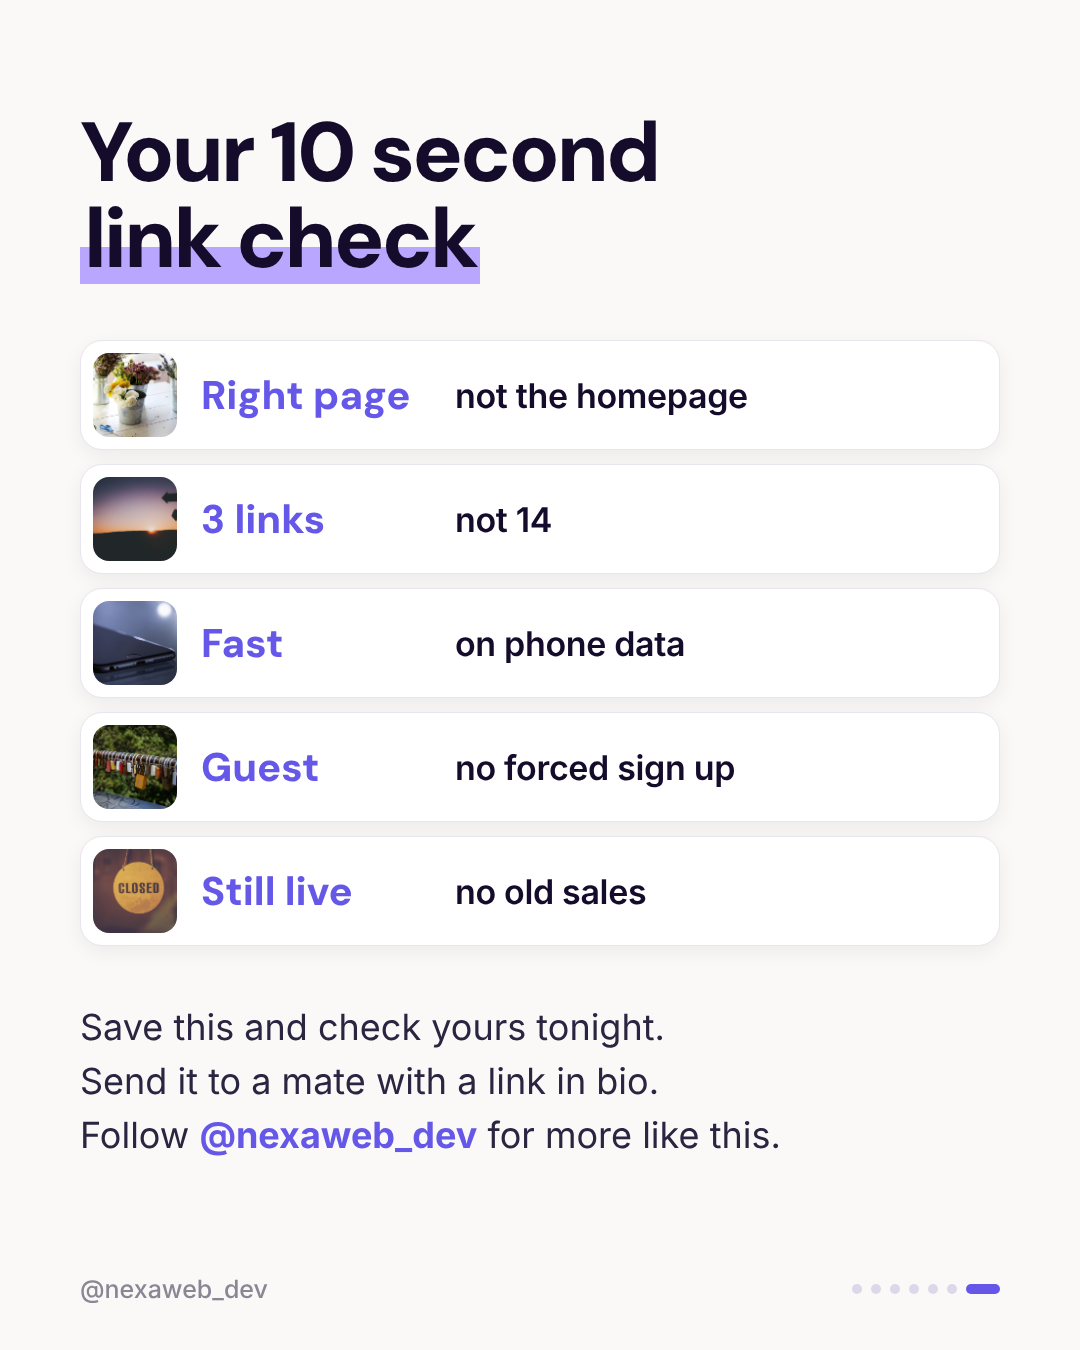 Your 10 second
link check
Right page not the homepage
3 links not 14
Fast on phone data
Guest no forced sign up
CLOSED
Still live no old sales
Save this and check yours tonight.
Send it to a mate with a link in bio.
Follow @nexaweb_dev for more like this.
@nexaweb_dev